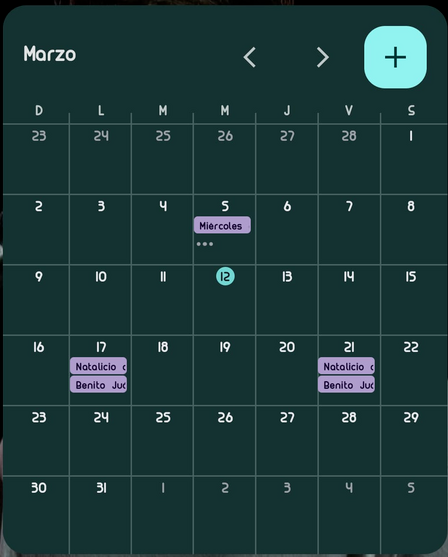 Marzo
D L M M J V S
23 24 25 26 27 28 1
2 3 4 5 6 7 8
Miércoles
9 10 11 12 13 14 15
16 17 18 19 20 21 22
Natalicio Natalicio
Benito Benito
23 24 25 26 27 28 29
30 31 1 2 3 4 5